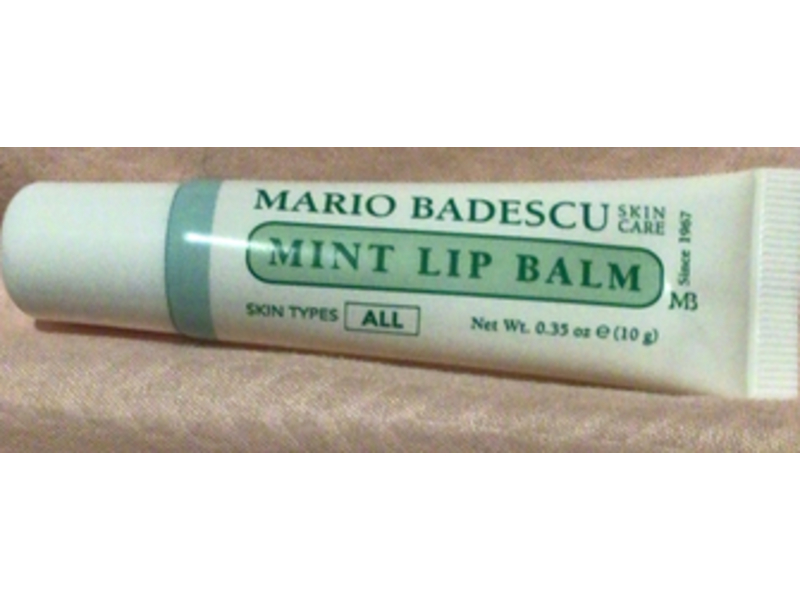 MARIO BADESCU SKIN CARE
MINT LIP BALM
SKIN TYPES ALL
Net Wt. 0.35 oz ℮ (10 g)
Since 1967
MB